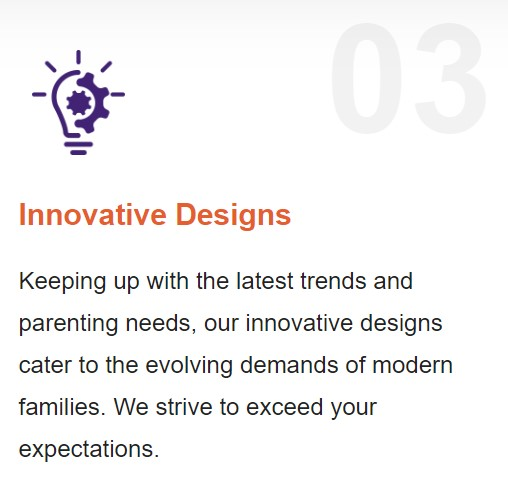 03
Innovative Designs
Keeping up with the latest trends and
parenting needs, our innovative designs
cater to the evolving demands of modern
families. We strive to exceed your
expectations.